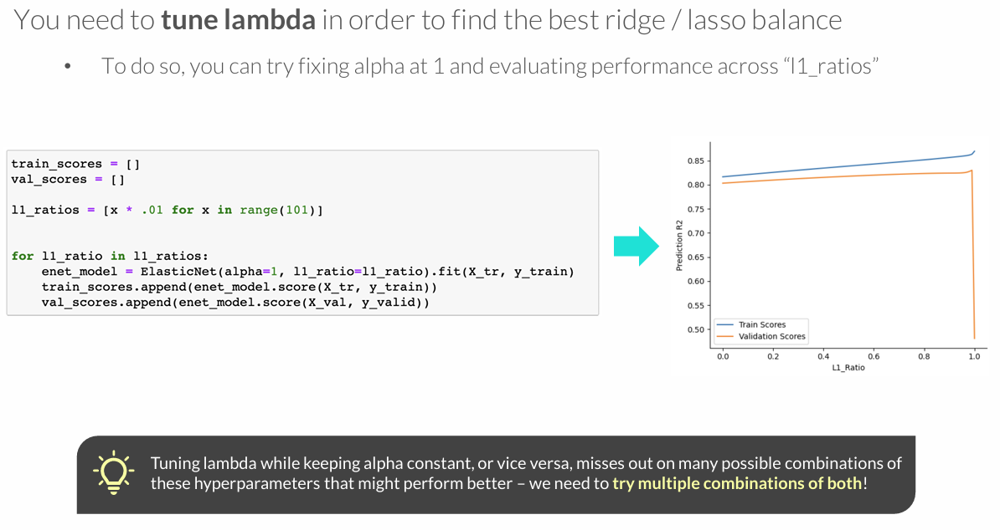 You need to tune lambda in order to find the best ridge / lasso balance
• To do so, you can try fixing alpha at 1 and evaluating performance across “l1_ratios”
train_scores = []
val_scores = []
l1_ratios = [x * .01 for x in range(101)]
for l1_ratio in l1_ratios:
    enet_model = ElasticNet(alpha=1, l1_ratio=l1_ratio).fit(X_tr, y_train)
    train_scores.append(enet_model.score(X_tr, y_train))
    val_scores.append(enet_model.score(X_val, y_valid))
Prediction R2
0.85
0.80
0.75
0.70
0.65
0.60
0.55
0.50
Train Scores
Validation Scores
0.0 0.2 0.4 0.6 0.8 1.0
L1_Ratio
Tuning lambda while keeping alpha constant, or vice versa, misses out on many possible combinations of
these hyperparameters that might perform better – we need to try multiple combinations of both!